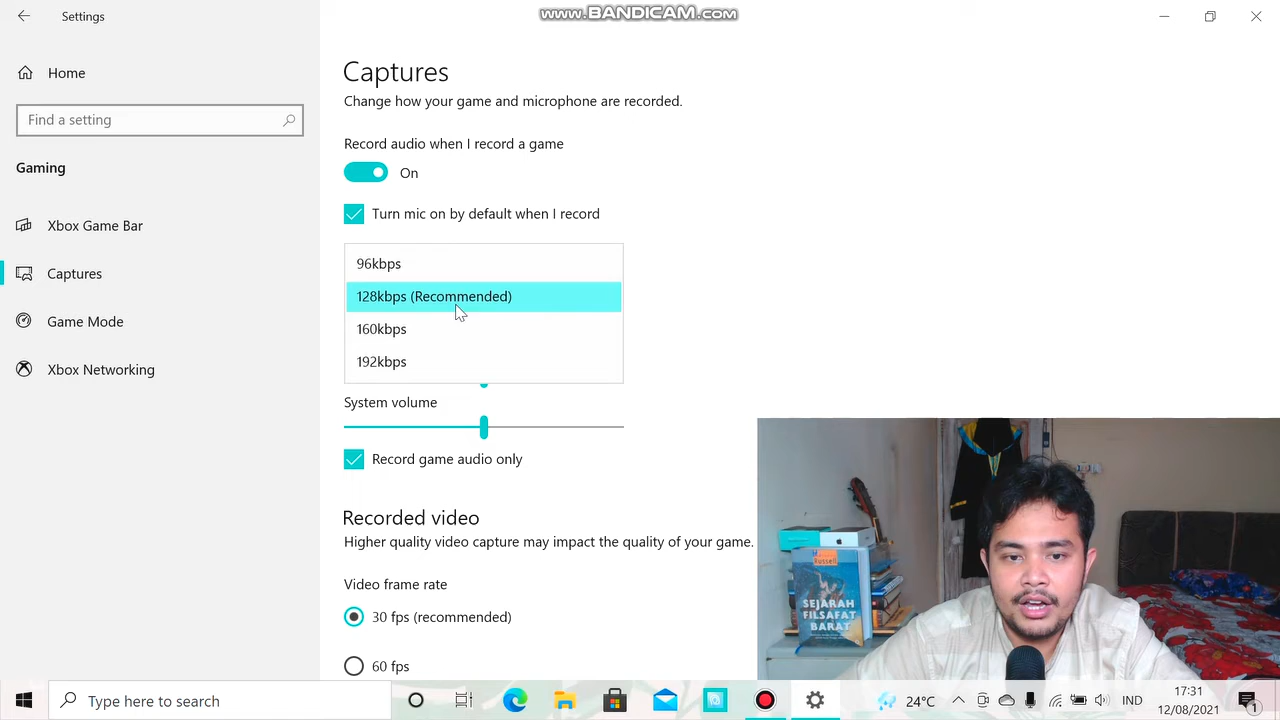 Settings
www.BANDICAM.com
Home
Find a setting
Gaming
Xbox Game Bar
Captures
Game Mode
Xbox Networking
Captures
Change how your game and microphone are recorded.
Record audio when I record a game
On
Turn mic on by default when I record
96kbps
128kbps (Recommended)
160kbps
192kbps
System volume
Record game audio only
Recorded video
Higher quality video capture may impact the quality of your game.
Video frame rate
30 fps (recommended)
60 fps
Russell
SEJARAH
FILSAFAT
BARAT
Type here to search
24°C
IND
17:31
12/08/2021
1